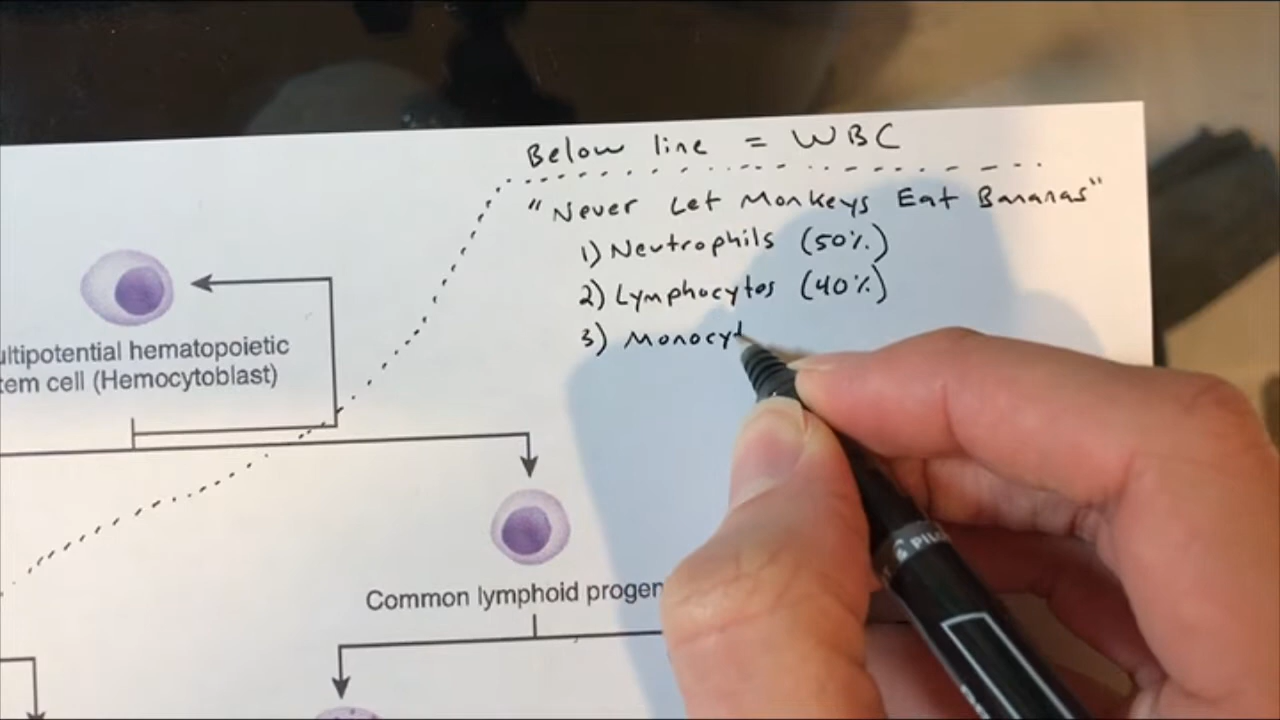 Below line = WBC
"Never Let Monkeys Eat Bananas"
1) Neutrophils (50%)
2) Lymphocytes (40%)
3) Monocyt
ultipotential hematopoietic
tem cell (Hemocytoblast)
Common lymphoid progen